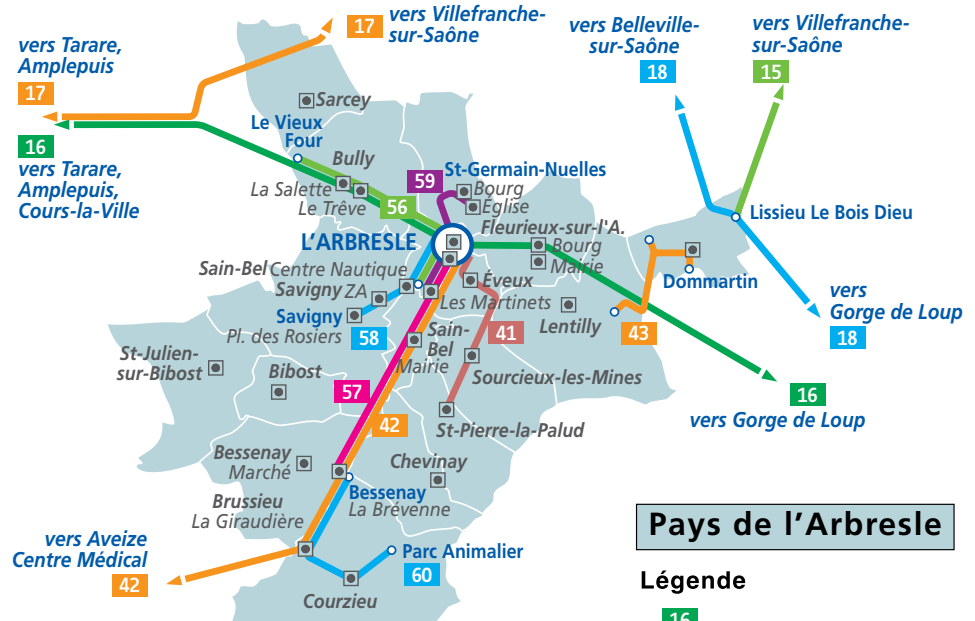 vers Villefranche-
sur-Saône
17
vers Tarare,
Amplepuis
17
16
vers Tarare,
Amplepuis,
Cours-la-Ville
vers Belleville-
sur-Saône
18
vers Villefranche-
sur-Saône
15
Sarcey
Le Vieux
Four
Bully
La Salette
Le Trêve
56
59
St-Germain-Nuelles
Bourg
Église
Fleurieux-sur-l'A.
Bourg
Mairie
L'ARBRESLE
Lissieu Le Bois Dieu
Dommartin
Sain-Bel Centre Nautique
Savigny ZA
Savigny
Pl. des Rosiers
58
Éveux
Les Martinets
Lentilly
43
vers
Gorge de Loup
18
41
Sain-
Bel
Mairie
Sourcieux-les-Mines
St-Julien-
sur-Bibost
Bibost
57
42
St-Pierre-la-Palud
16
vers Gorge de Loup
Bessenay
Marché
Chevinay
Bessenay
La Brévenne
Brussieu
La Giraudière
vers Aveize
Centre Médical
42
Parc Animalier
60
Courzieu
Pays de l'Arbresle
Légende
16